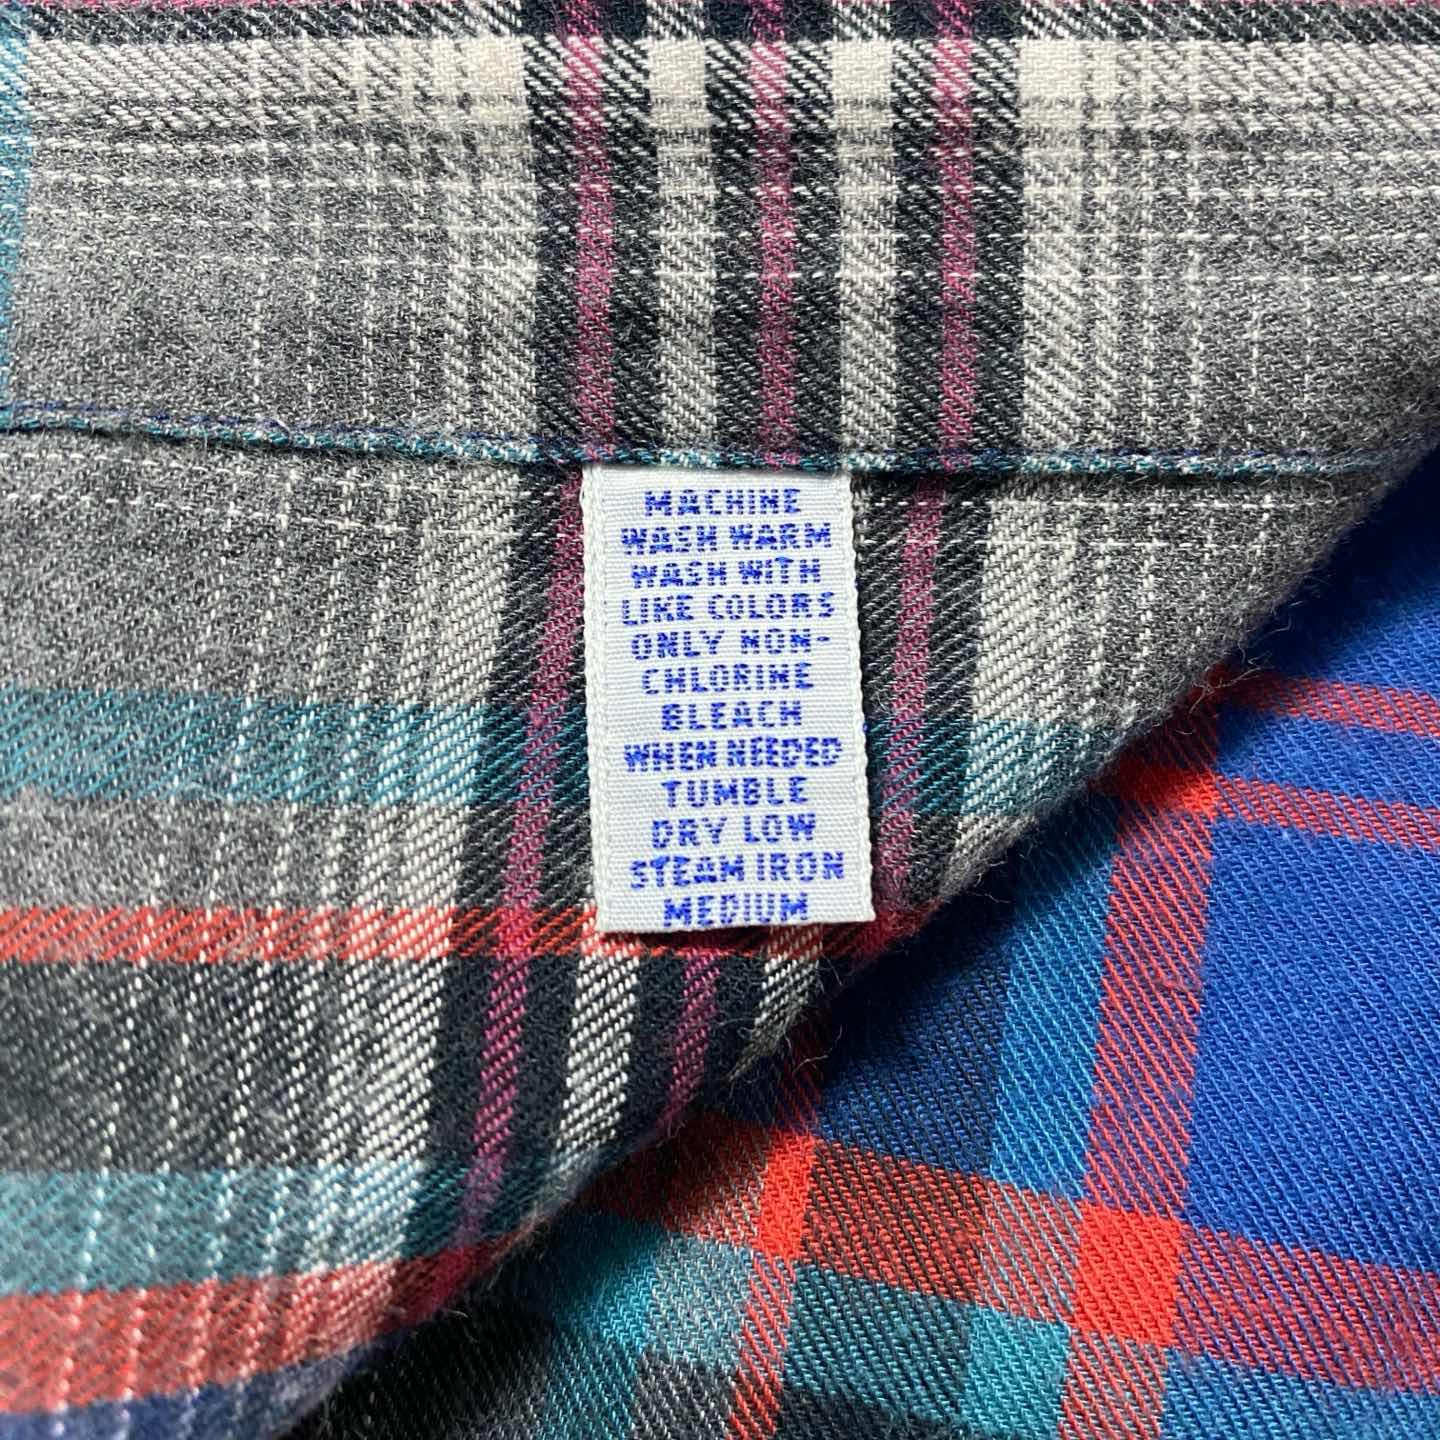 MACHINE
WASH WARM
WASH WITH
LIKE COLORS
ONLY NON-
CHLORINE
BLEACH
WHEN NEEDED
TUMBLE
DRY LOW
STEAM IRON
MEDIUM